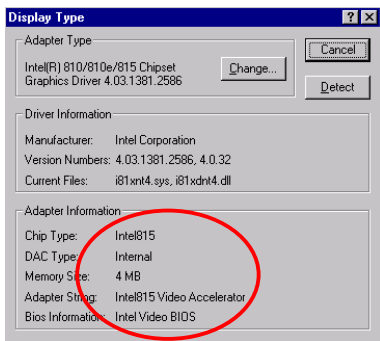 Display Type
Adapter Type
Intel(R) 810/810e/815 Chipset
Graphics Driver 4.03.1381.2586
Change...
Cancel
Detect
Driver Information
Manufacturer: Intel Corporation
Version Numbers: 4.03.1381.2586, 4.0.32
Current Files: i81xnt4.sys, i81xdnt4.dll
Adapter Information
Chip Type: Intel815
DAC Type: Internal
Memory Size: 4 MB
Adapter String: Intel815 Video Accelerator
Bios Information: Intel Video BIOS